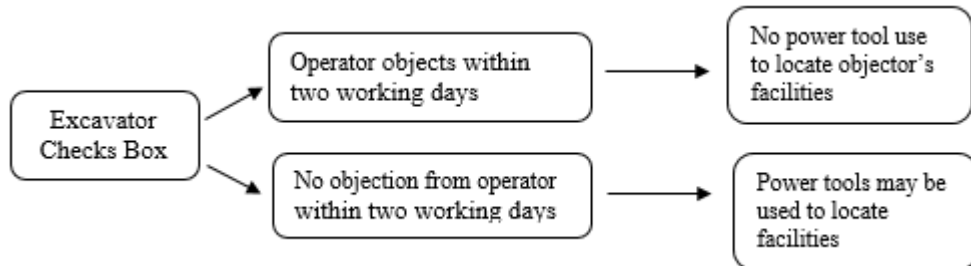 Excavator
Checks Box
Operator objects within
two working days
No power tool use
to locate objector's
facilities
No objection from operator
within two working days
Power tools may be
used to locate
facilities